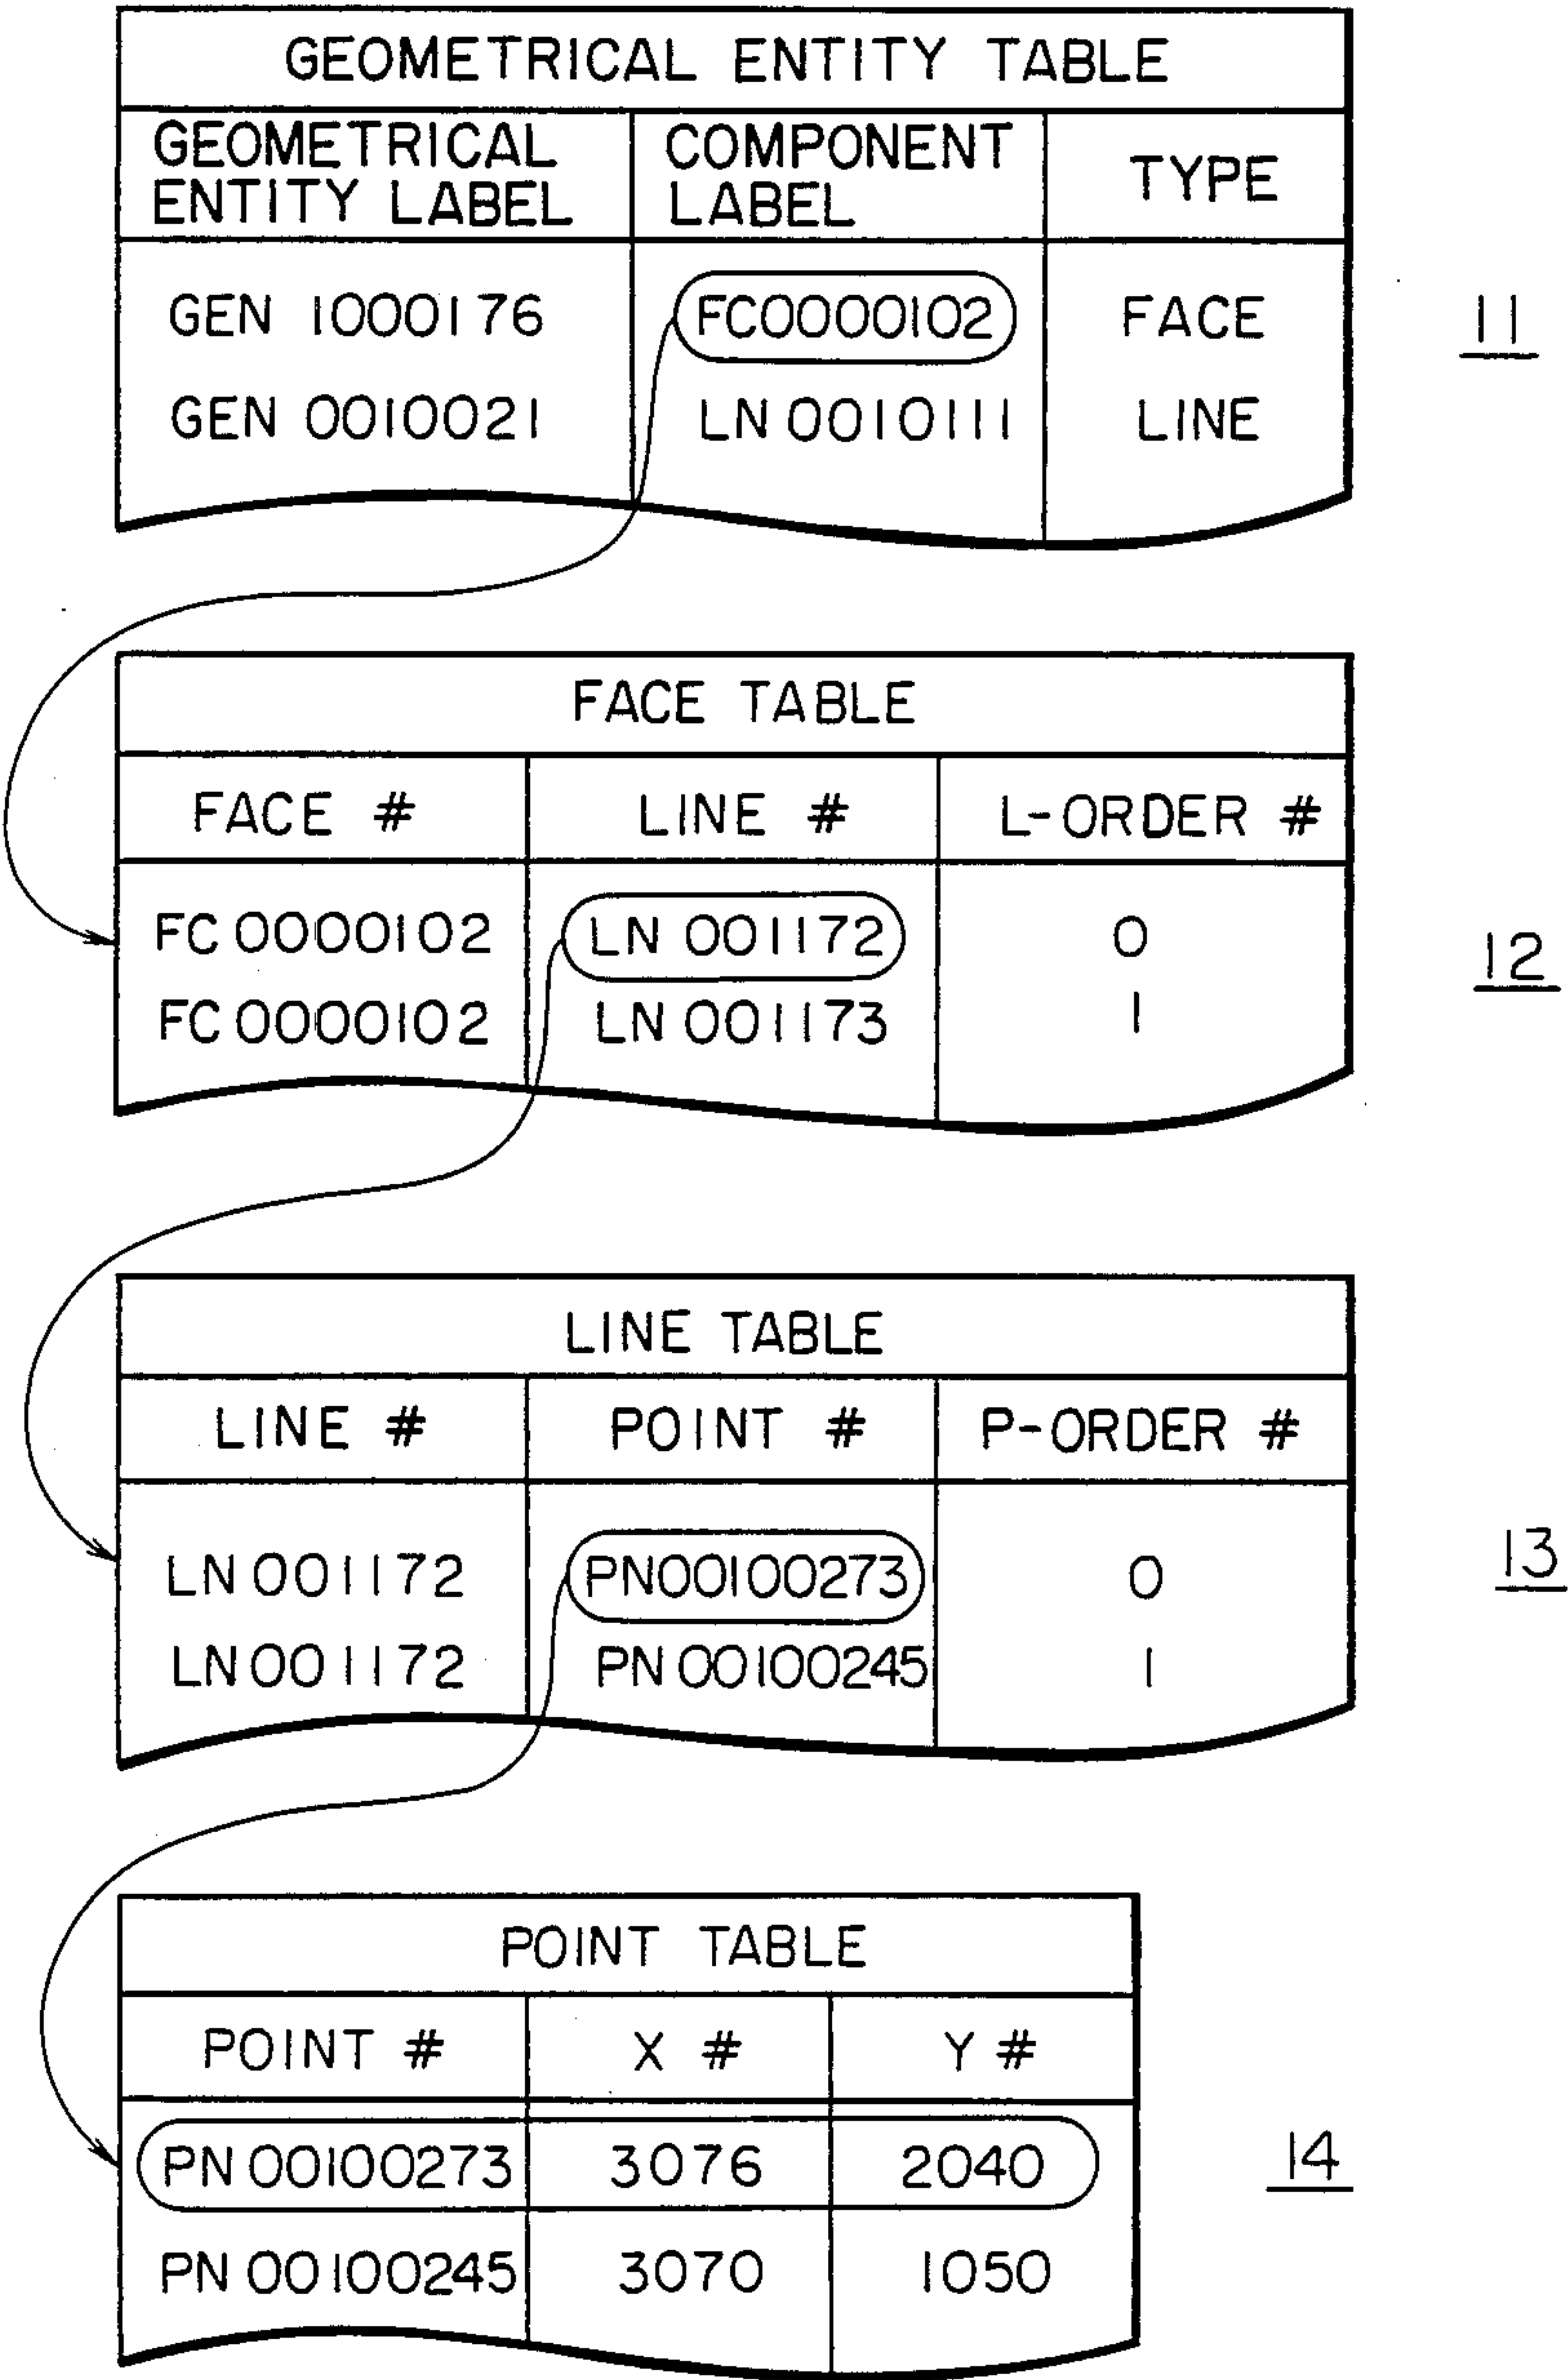 GEOMETRICAL ENTITY TABLE
GEOMETRICAL ENTITY LABEL COMPONENT LABEL TYPE
GEN 1000176 FC0000102 FACE
11
GEN 0010021 LN 0010111 LINE
FACE TABLE
FACE # LINE # L-ORDER #
FC 0000102 LN 001172 0
12
FC 0000102 LN 001173 1
LINE TABLE
LINE # POINT # P-ORDER #
LN 001172 PN00100273 0
13
LN 001172 PN 00100245 1
POINT TABLE
POINT # X # Y #
PN 00100273 3076 2040
14
PN 00100245 3070 1050